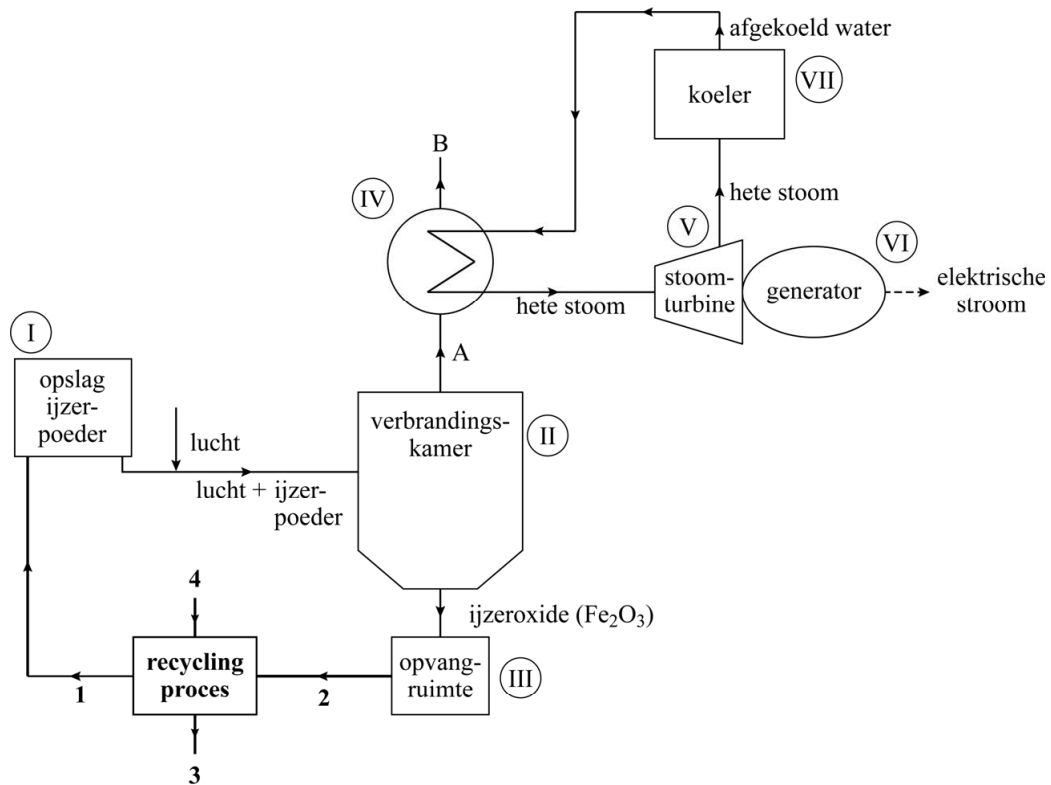 afgekoeld water
VII
koeler
B
IV
hete stoom
V
VI
stoom-
turbine
generator
elektrische
stroom
hete stoom
I
A
opslag
ijzer-
poeder
verbrandings-
kamer
II
lucht
lucht + ijzer-
poeder
4
ijzeroxide (Fe₂O₃)
recycling
proces
opvang-
ruimte
III
1
2
3